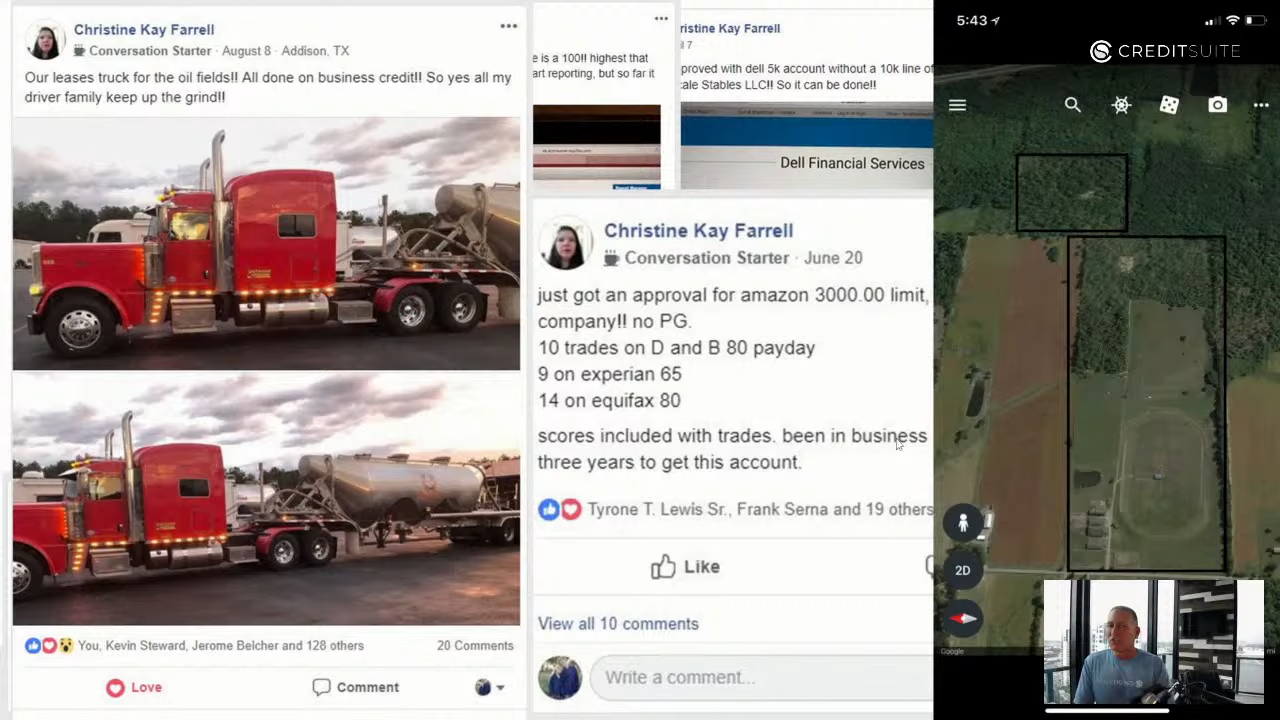 Christine Kay Farrell
Conversation Starter · August 8 · Addison, TX
Our leases truck for the oil fields!! All done on business credit!! So yes all my
driver family keep up the grind!!
You, Kevin Steward, Jerome Belcher and 128 others
20 Comments
Love
Comment
e is a 100!! highest that
art reporting, but so far it
ristine Kay Farrell
il 7
proved with dell 5k account without a 10k line of
cale Stables LLC!! So it can be done!!
Dell Financial Services
Christine Kay Farrell
Conversation Starter · June 20
just got an approval for amazon 3000.00 limit,
company!! no PG.
10 trades on D and B 80 payday
9 on experian 65
14 on equifax 80
scores included with trades. been in business
three years to get this account.
Tyrone T. Lewis Sr., Frank Serna and 19 others
Like
View all 10 comments
Write a comment...
5:43
CREDITSUITE
2D
Google
mi